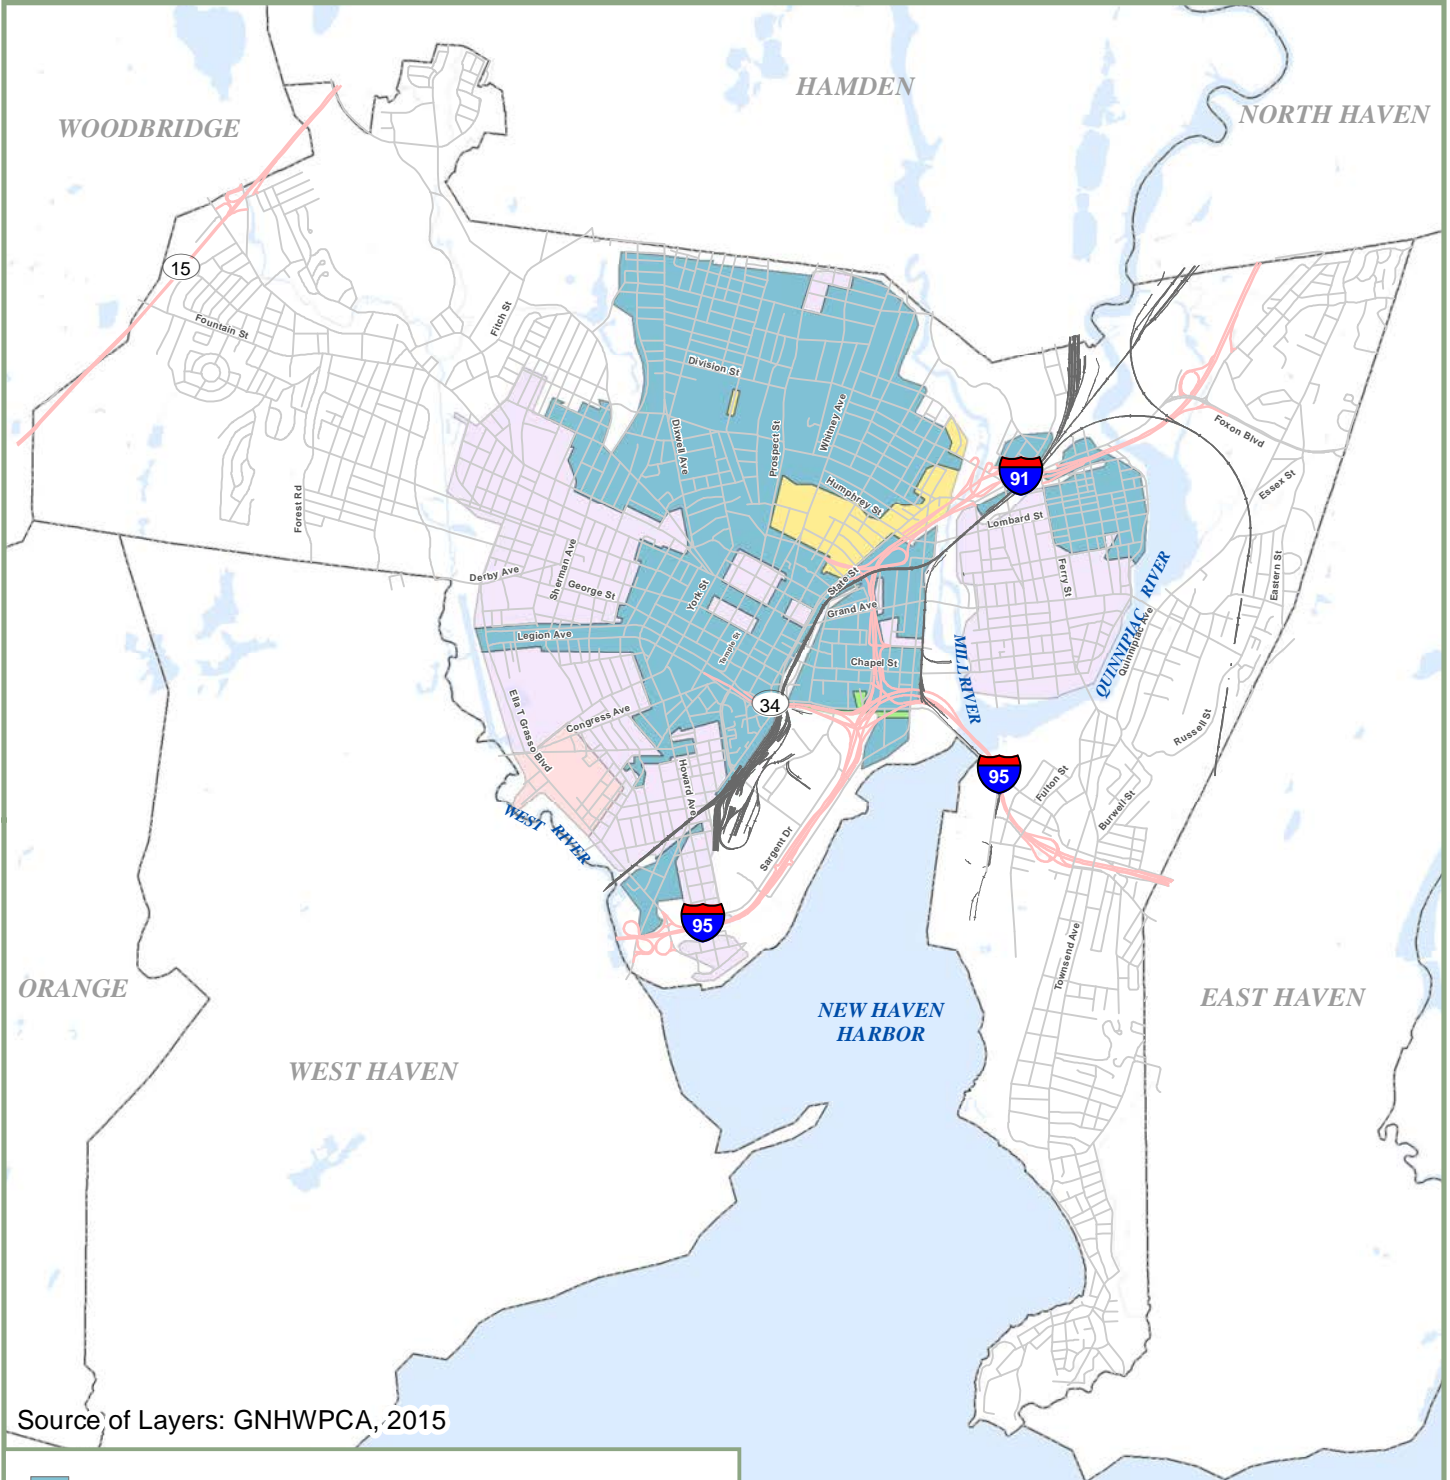 HAMDEN
NORTH HAVEN
WOODBRIDGE
15
Fountain St
Fitch St
Division St
Dixwell Ave
Prospect St
Whitney Ave
Humphrey St
91
Foxon Blvd
Essex St
Forest Rd
Lombard St
Ferry St
Eastern St
Derby Ave
Sherman Ave
George St
York St
State St
Grand Ave
Legion Ave
Temple St
Chapel St
MILL RIVER
QUINNIPIAC RIVER
Quinnipiac Ave
34
Ella T Grasso Blvd
Congress Ave
Howard Ave
Russell St
95
Fulton St
Burwell St
WEST RIVER
Sargent Dr
95
Townsend Ave
ORANGE
NEW HAVEN
HARBOR
EAST HAVEN
WEST HAVEN
Source of Layers: GNHWPCA, 2015